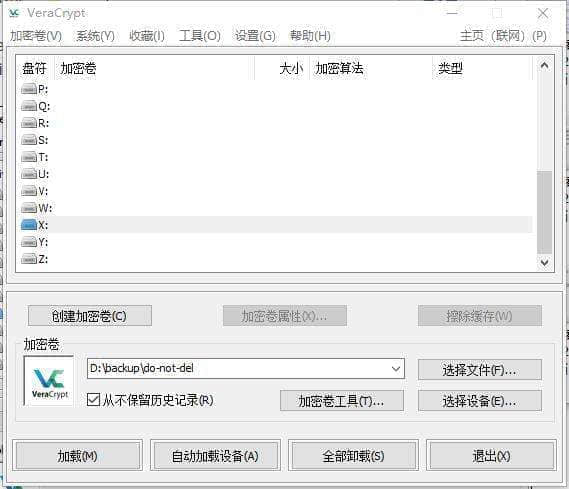 VeraCrypt
加密卷(V) 系统(Y) 收藏(I) 工具(O) 设置(G) 帮助(H) 主页（联网）(P)
盘符 加密卷 大小 加密算法 类型
P:
Q:
R:
S:
T:
U:
V:
W:
X:
Y:
Z:
创建加密卷(C) 加密卷属性(X)... 擦除缓存(W)
加密卷
D:\backup\do-not-del 选择文件(F)...
VeraCrypt
从不保留历史记录(R) 加密卷工具(T)... 选择设备(E)...
加载(M) 自动加载设备(A) 全部卸载(S) 退出(X)